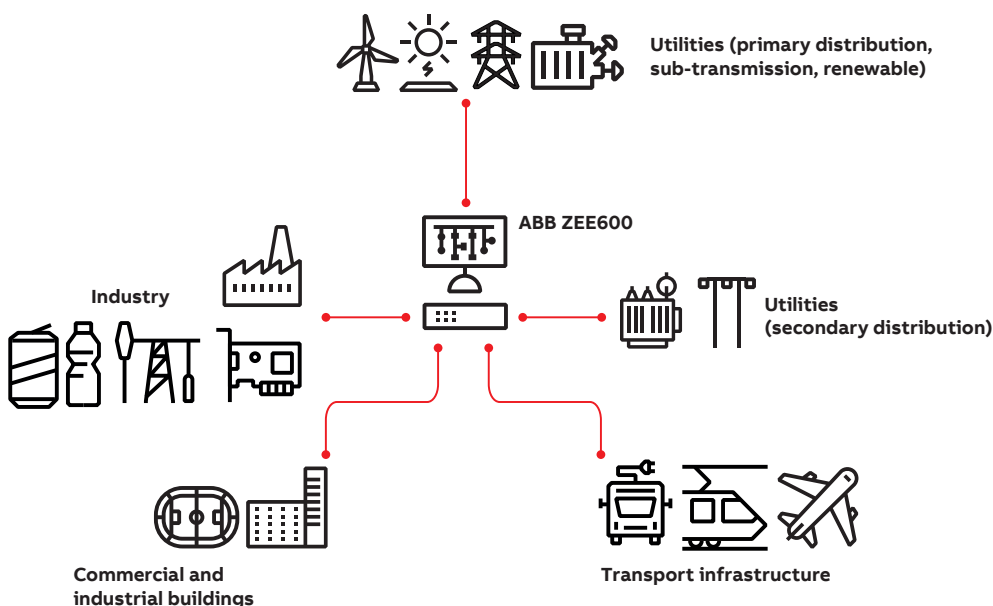 Utilities (primary distribution,
sub-transmission, renewable)
ABB ZEE600
Industry
Utilities
(secondary distribution)
Commercial and
industrial buildings
Transport infrastructure